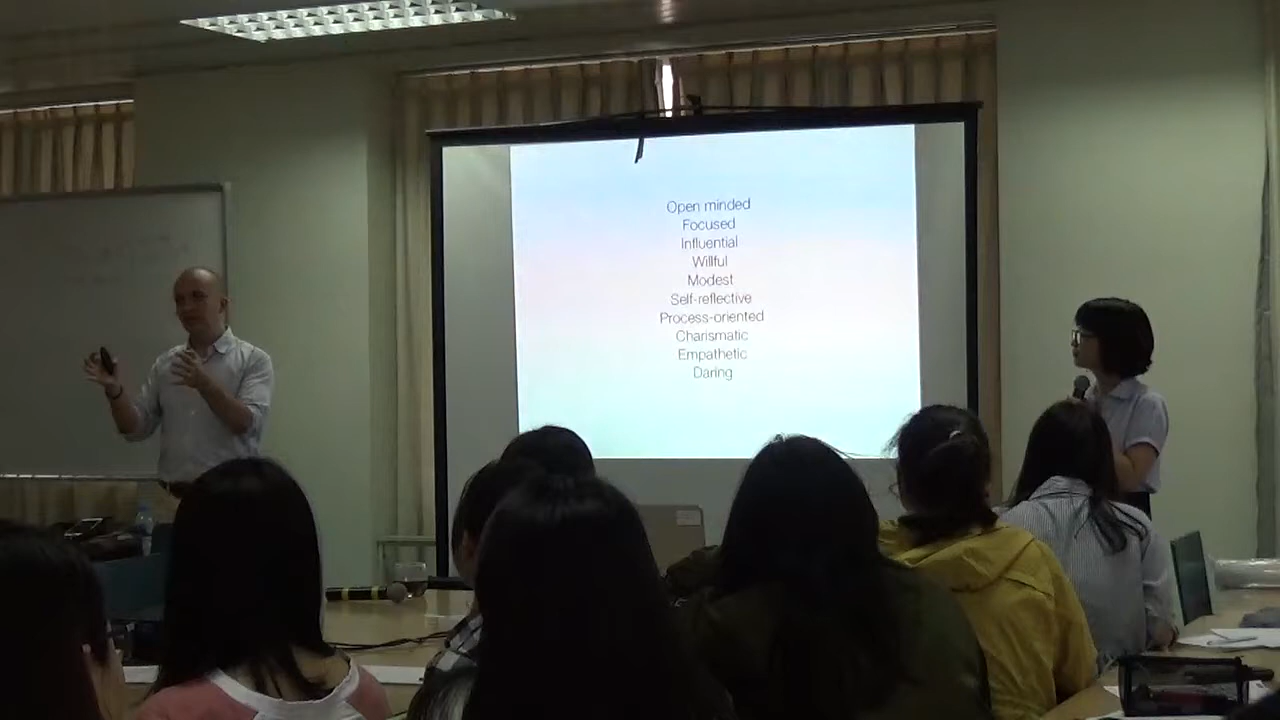 Open minded
Focused
Influential
Willful
Modest
Self-reflective
Process-oriented
Charismatic
Empathetic
Daring